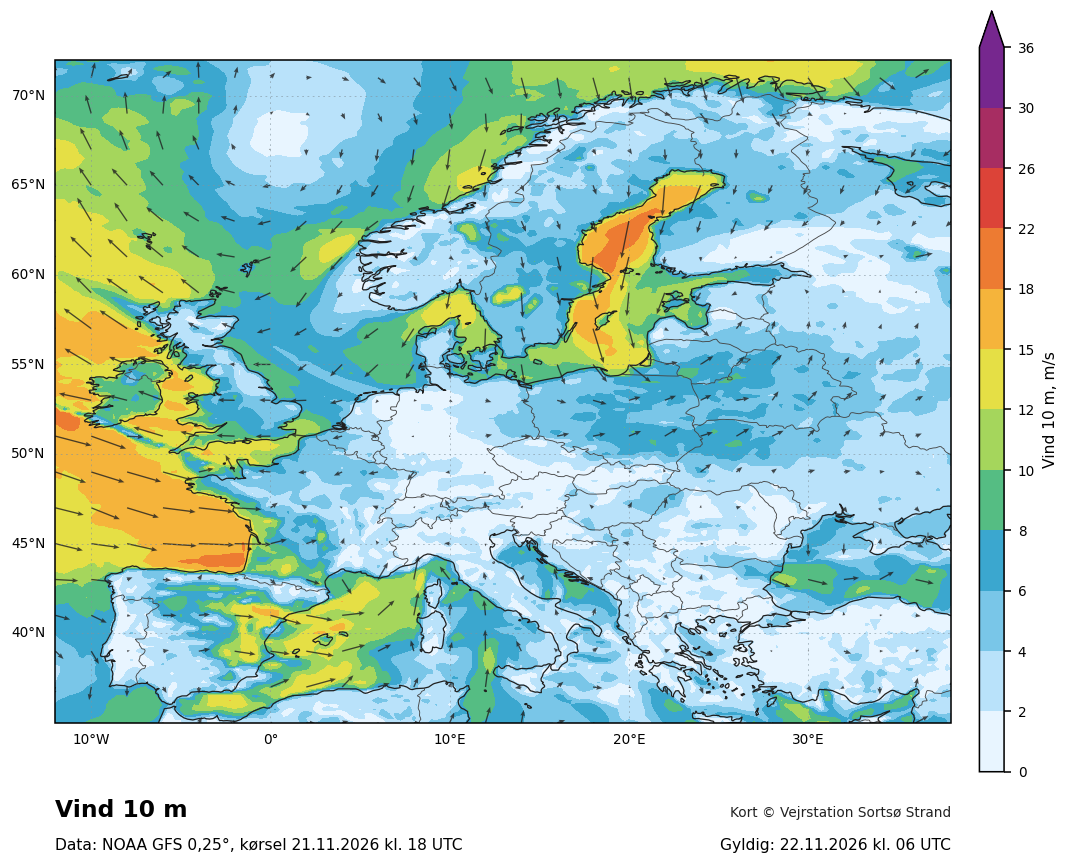 36
30
26
22
18
15
12
10
8
6
4
2
0
Vind 10 m, m/s
70°N
65°N
60°N
55°N
50°N
45°N
40°N
10°W 0° 10°E 20°E 30°E
Vind 10 m
Kort © Vejrstation Sortsø Strand
Data: NOAA GFS 0,25°, kørsel 21.11.2026 kl. 18 UTC
Gyldig: 22.11.2026 kl. 06 UTC